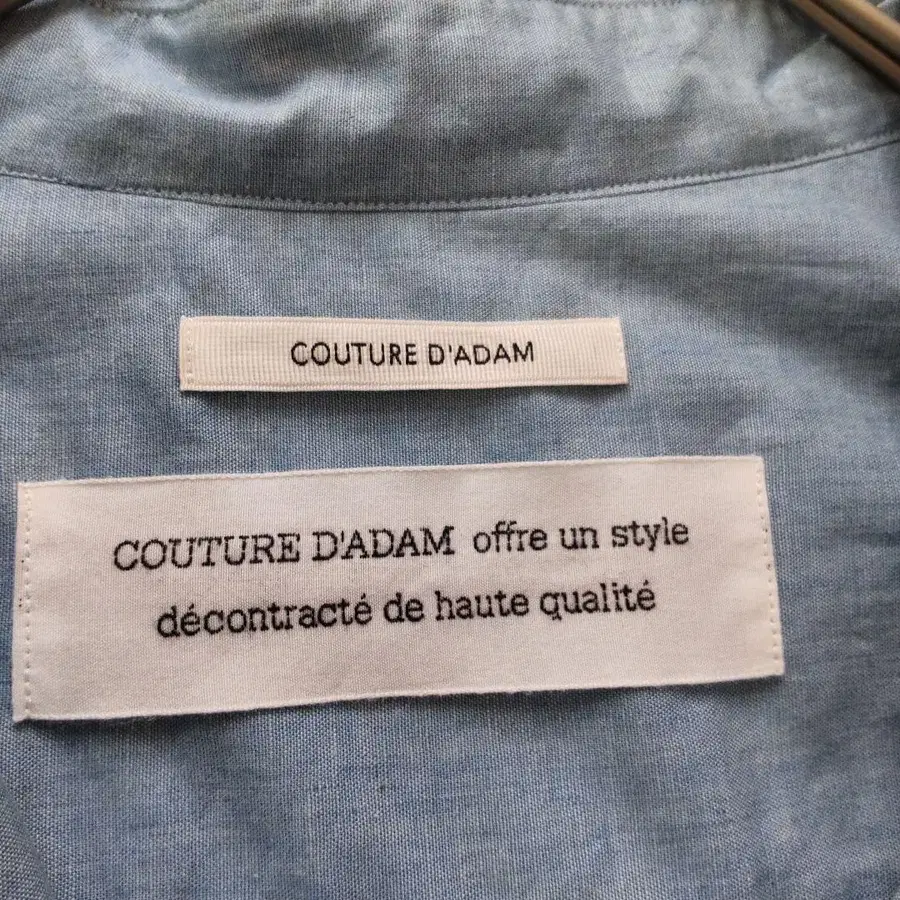 COUTURE D'ADAM
COUTURE D'ADAM offre un style
décontracté de haute qualité